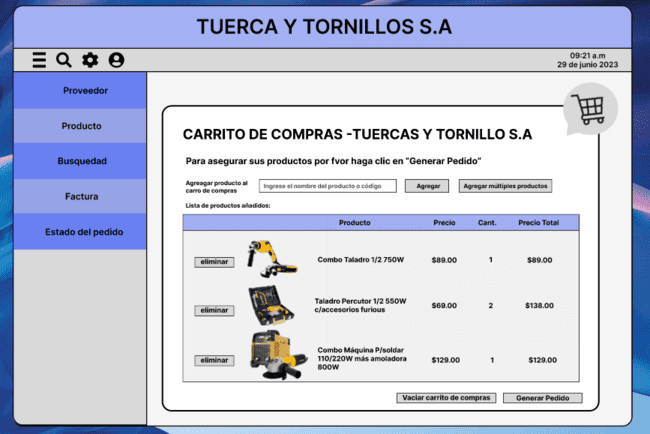 TUERCA Y TORNILLOS S.A
09:21 a.m
29 de junio 2023
Proveedor
Producto
Busquedad
Factura
Estado del pedido
CARRITO DE COMPRAS -TUERCAS Y TORNILLO S.A
Para asegurar sus productos por fvor haga clic en “Generar Pedido”
Agreagar producto al
carro de compras
Ingrese el nombre del producto o código
Agregar
Agregar múltiples productos
Lista de productos añadidos:
Producto Precio Cant. Precio Total
eliminar Combo Taladro 1/2 750W $89.00 1 $89.00
Taladro Percutor 1/2 550W
eliminar c/accesorios furious $69.00 2 $138.00
Combo Máquina P/soldar
110/220W más amoladora
800W
eliminar $129.00 1 $129.00
Vaciar carrito de compras Generar Pedido